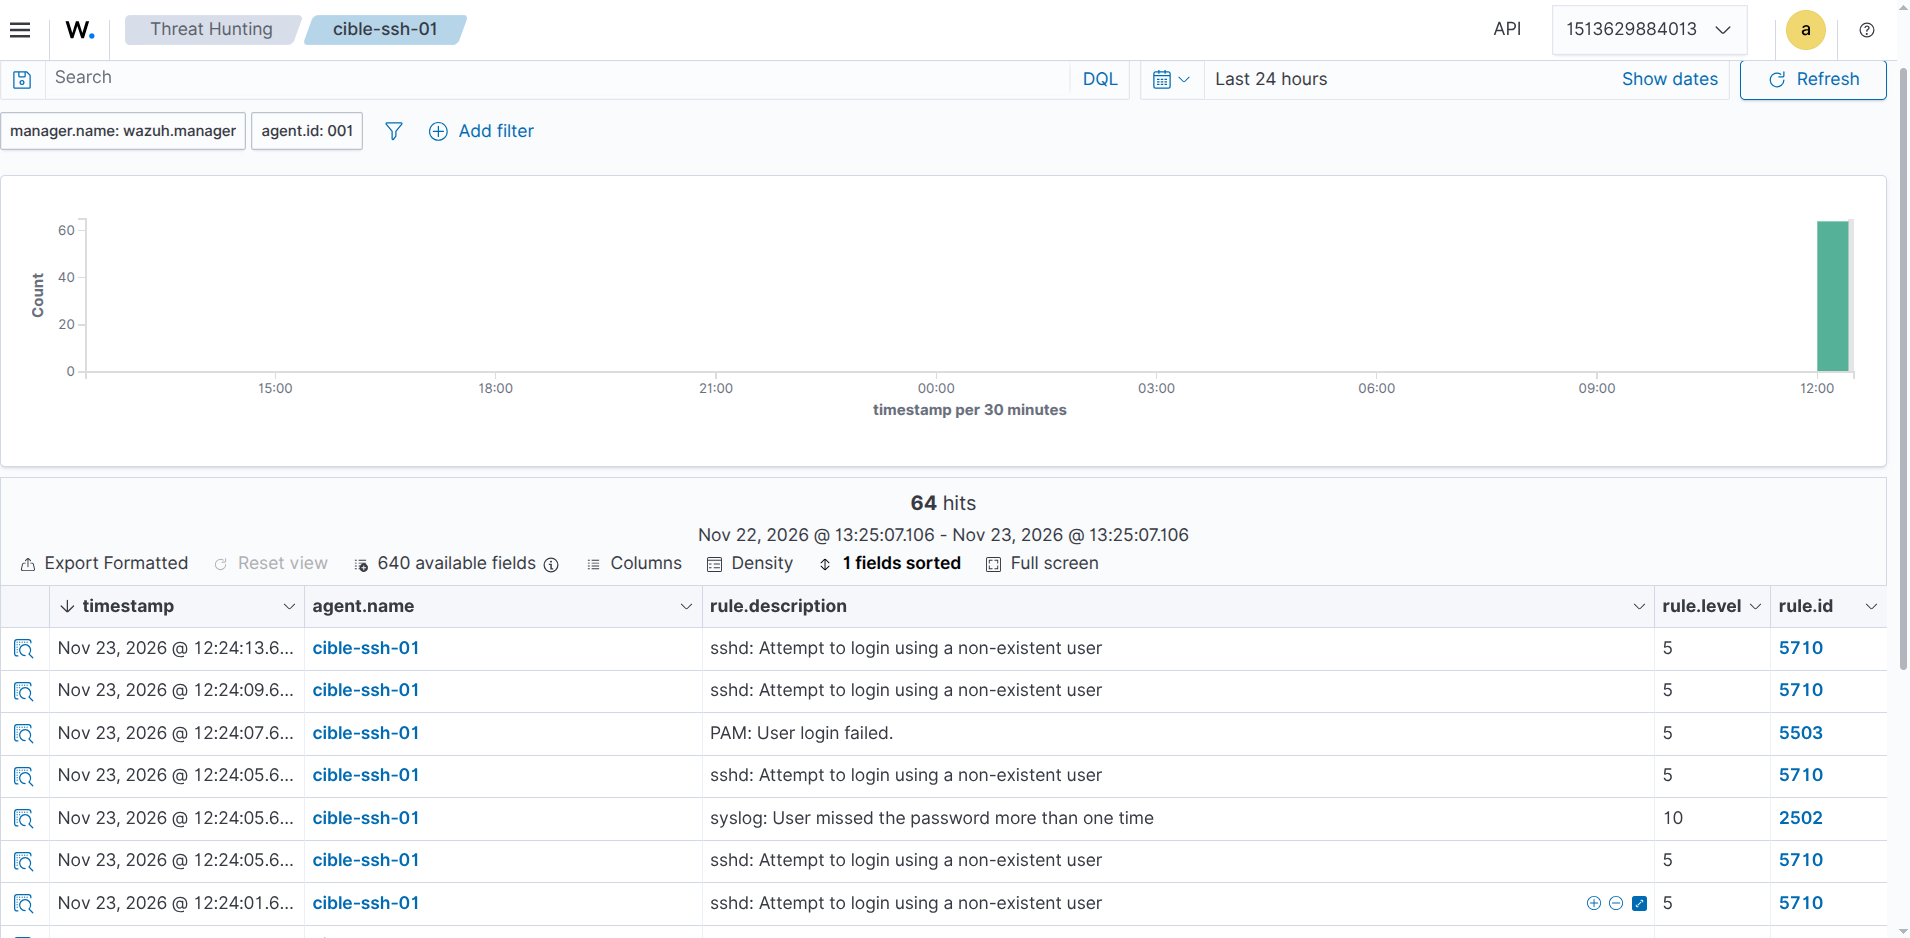 W. Threat Hunting cible-ssh-01 API 1513629884013 a
Search DQL Last 24 hours Show dates Refresh
manager.name: wazuh.manager agent.id: 001 Add filter
60
40
20
0
Count
15:00 18:00 21:00 00:00 03:00 06:00 09:00 12:00
timestamp per 30 minutes
64 hits
Nov 22, 2026 @ 13:25:07.106 - Nov 23, 2026 @ 13:25:07.106
Export Formatted Reset view 640 available fields Columns Density 1 fields sorted Full screen
timestamp agent.name rule.description rule.level rule.id
Nov 23, 2026 @ 12:24:13.6... cible-ssh-01 sshd: Attempt to login using a non-existent user 5 5710
Nov 23, 2026 @ 12:24:09.6... cible-ssh-01 sshd: Attempt to login using a non-existent user 5 5710
Nov 23, 2026 @ 12:24:07.6... cible-ssh-01 PAM: User login failed. 5 5503
Nov 23, 2026 @ 12:24:05.6... cible-ssh-01 sshd: Attempt to login using a non-existent user 5 5710
Nov 23, 2026 @ 12:24:05.6... cible-ssh-01 syslog: User missed the password more than one time 10 2502
Nov 23, 2026 @ 12:24:05.6... cible-ssh-01 sshd: Attempt to login using a non-existent user 5 5710
Nov 23, 2026 @ 12:24:01.6... cible-ssh-01 sshd: Attempt to login using a non-existent user 5 5710